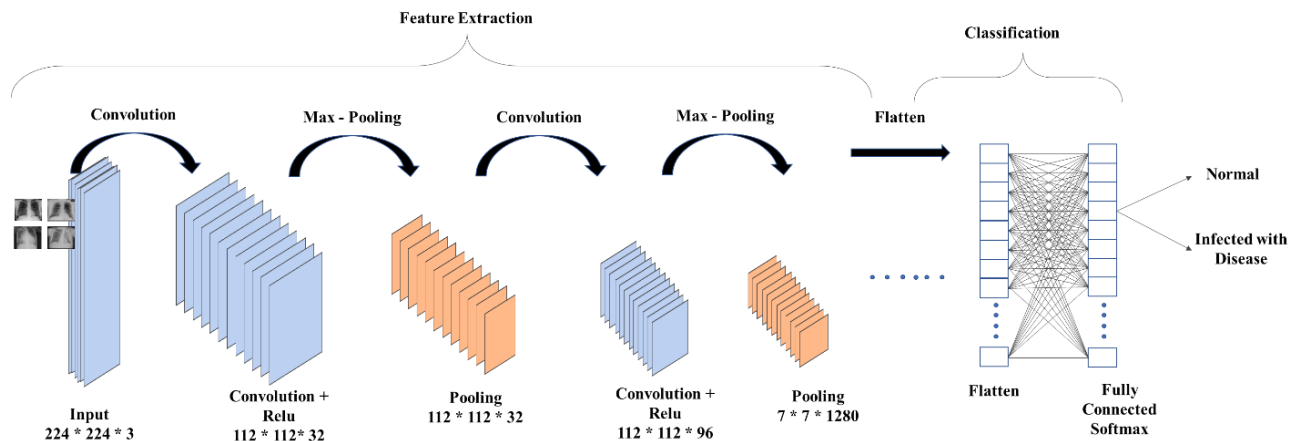 Feature Extraction
Classification
Convolution
Max - Pooling
Convolution
Max - Pooling
Flatten
Normal
Infected with
Disease
Input
224 * 224 * 3
Convolution +
Relu
112 * 112* 32
Pooling
112 * 112 * 32
Convolution +
Relu
112 * 112 * 96
Pooling
7 * 7 * 1280
Flatten
Fully
Connected
Softmax